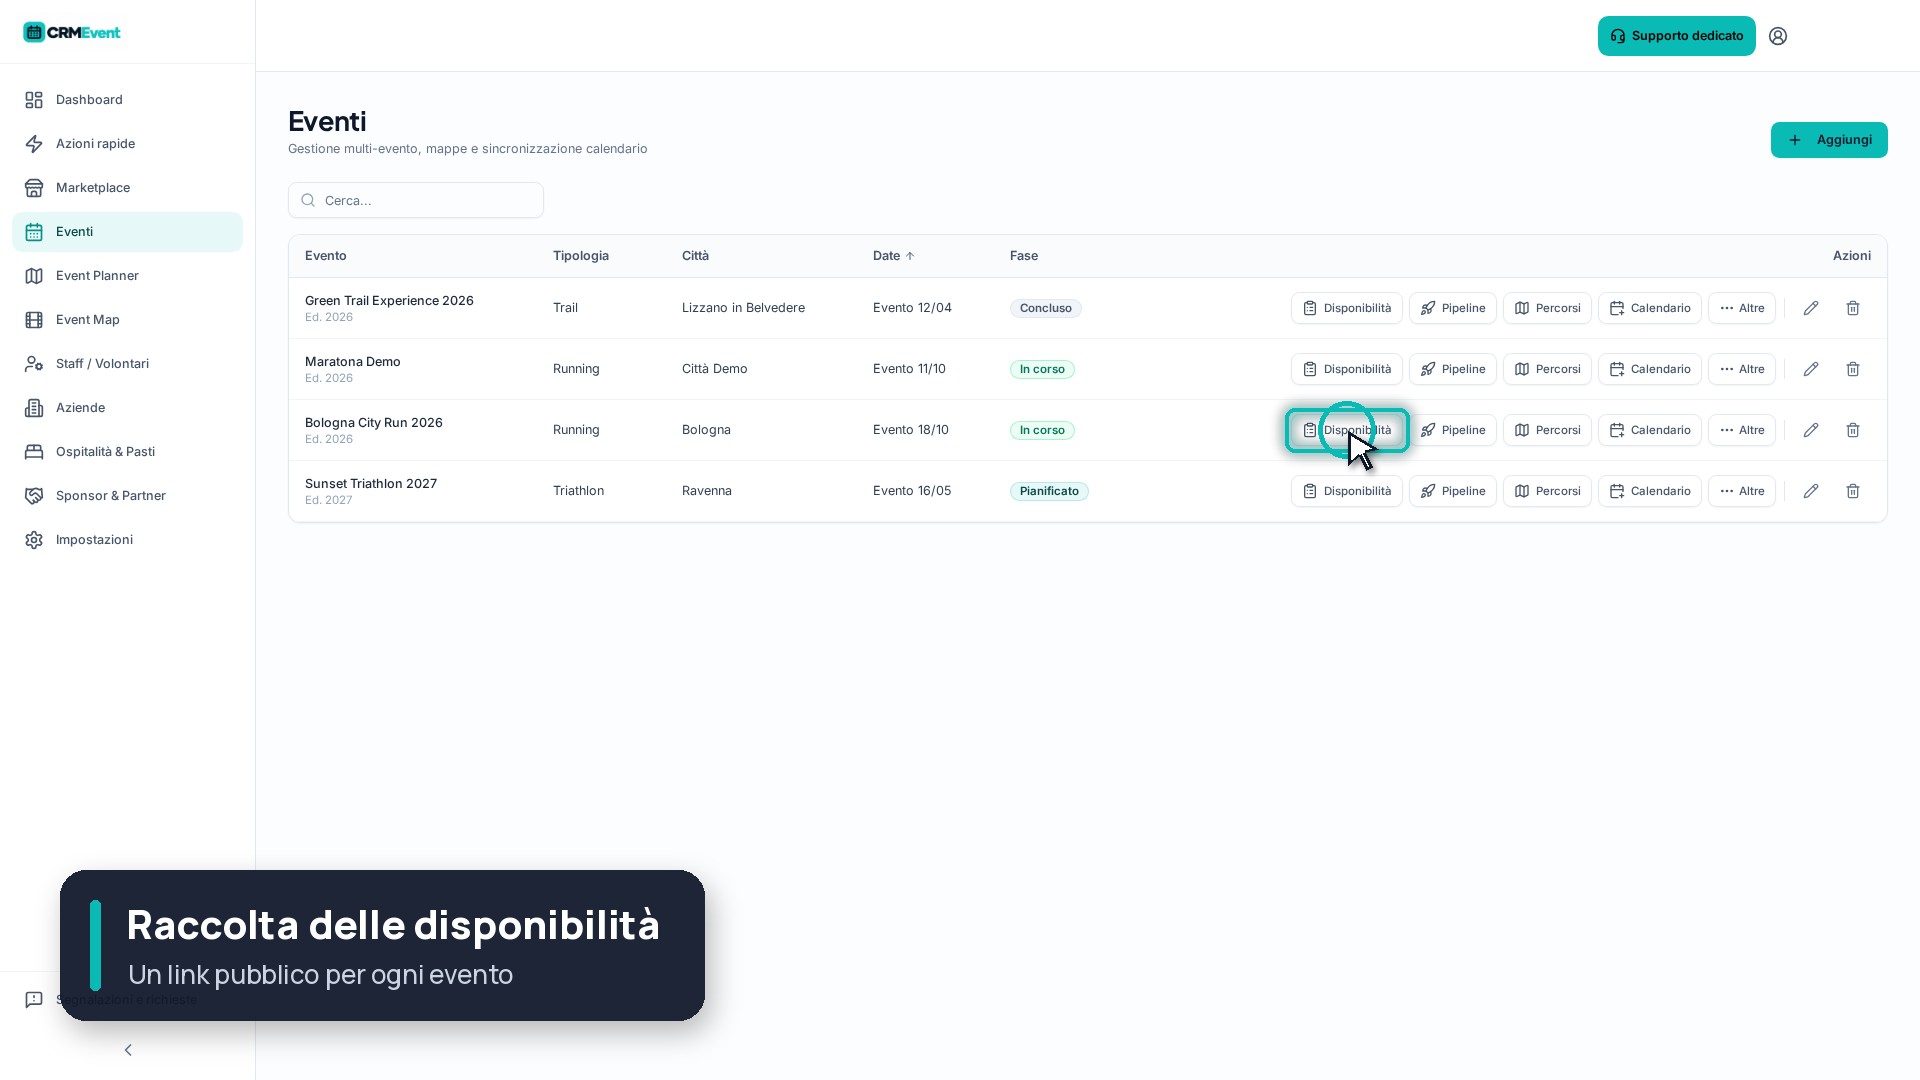 CRMEvent
Supporto dedicato
Dashboard
Azioni rapide
Marketplace
Eventi
Event Planner
Event Map
Staff / Volontari
Aziende
Ospitalità & Pasti
Sponsor & Partner
Impostazioni
Segnalazioni e richieste
Eventi
Gestione multi-evento, mappe e sincronizzazione calendario
Aggiungi
Cerca...
Evento Tipologia Città Date ↑ Fase Azioni
Green Trail Experience 2026
Ed. 2026
Trail Lizzano in Belvedere Evento 12/04 Concluso Disponibilità Pipeline Percorsi Calendario ··· Altre
Maratona Demo
Ed. 2026
Running Città Demo Evento 11/10 In corso Disponibilità Pipeline Percorsi Calendario ··· Altre
Bologna City Run 2026
Ed. 2026
Running Bologna Evento 18/10 In corso Disponibilità Pipeline Percorsi Calendario ··· Altre
Sunset Triathlon 2027
Ed. 2027
Triathlon Ravenna Evento 16/05 Pianificato Disponibilità Pipeline Percorsi Calendario ··· Altre
Raccolta delle disponibilità
Un link pubblico per ogni evento